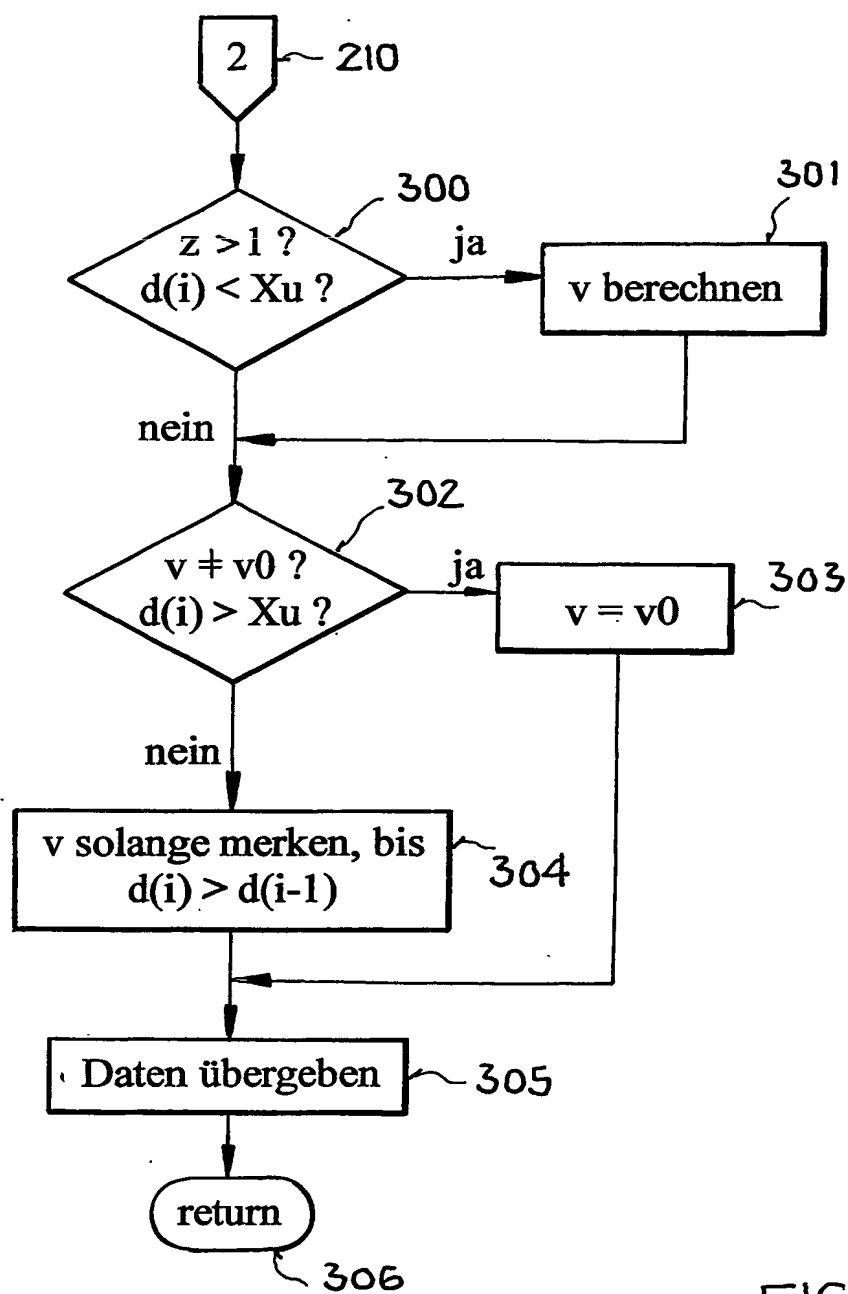 2
210
300
z > 1 ?
d(i) < Xu ?
ja
301
v berechnen
nein
302
v ≠ v0 ?
d(i) > Xu ?
ja
303
v = v0
nein
v solange merken, bis
d(i) > d(i-1)
304
Daten übergeben
305
return
306